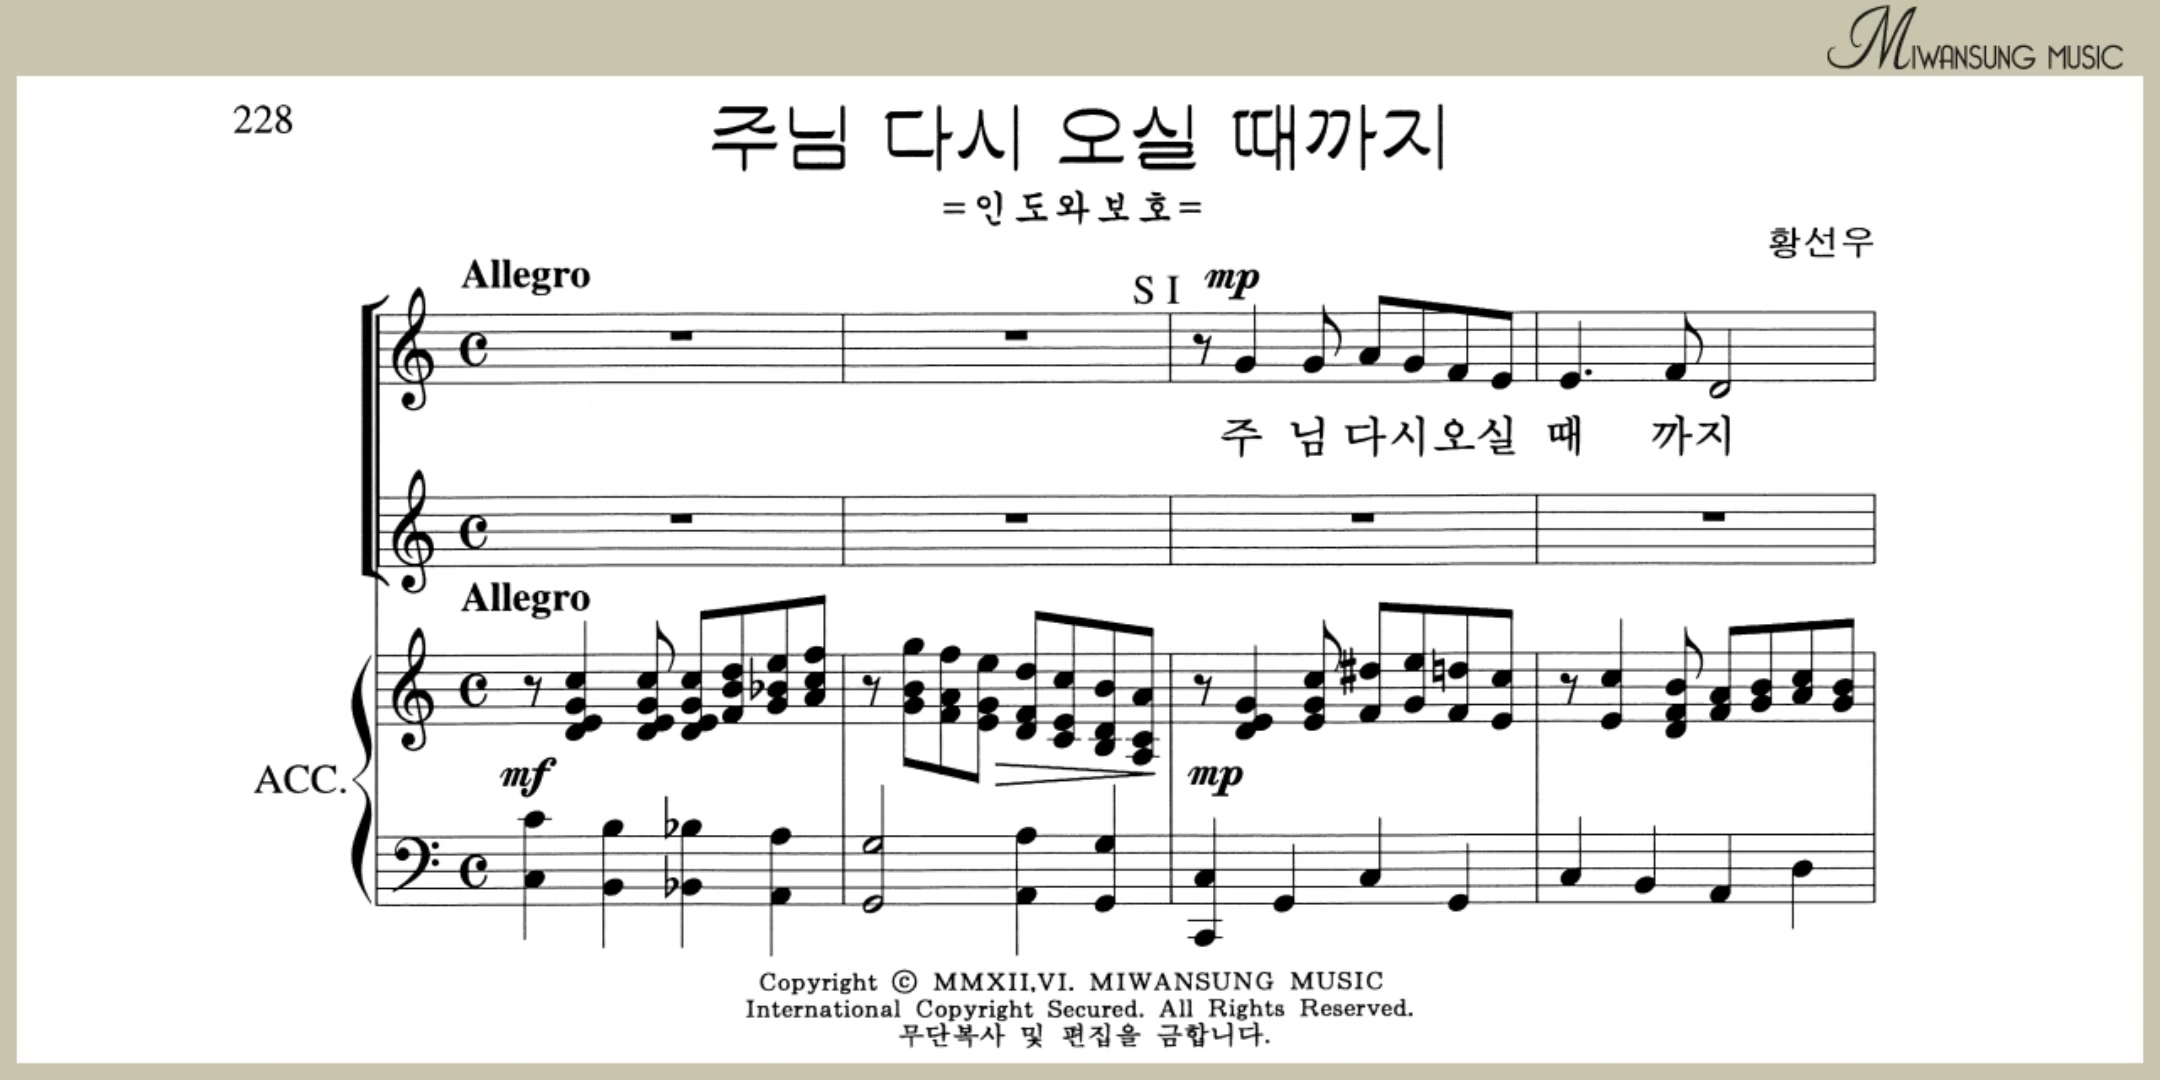 MIWANSUNG MUSIC
228
주님 다시 오실 때까지
=인도와보호=
황선우
Allegro
S I mp
주 님 다시오실 때 까지
Allegro
ACC.
mf
mp
Copyright ⓒ MMXII,VI. MIWANSUNG MUSIC
International Copyright Secured. All Rights Reserved.
무단복사 및 편집을 금합니다.